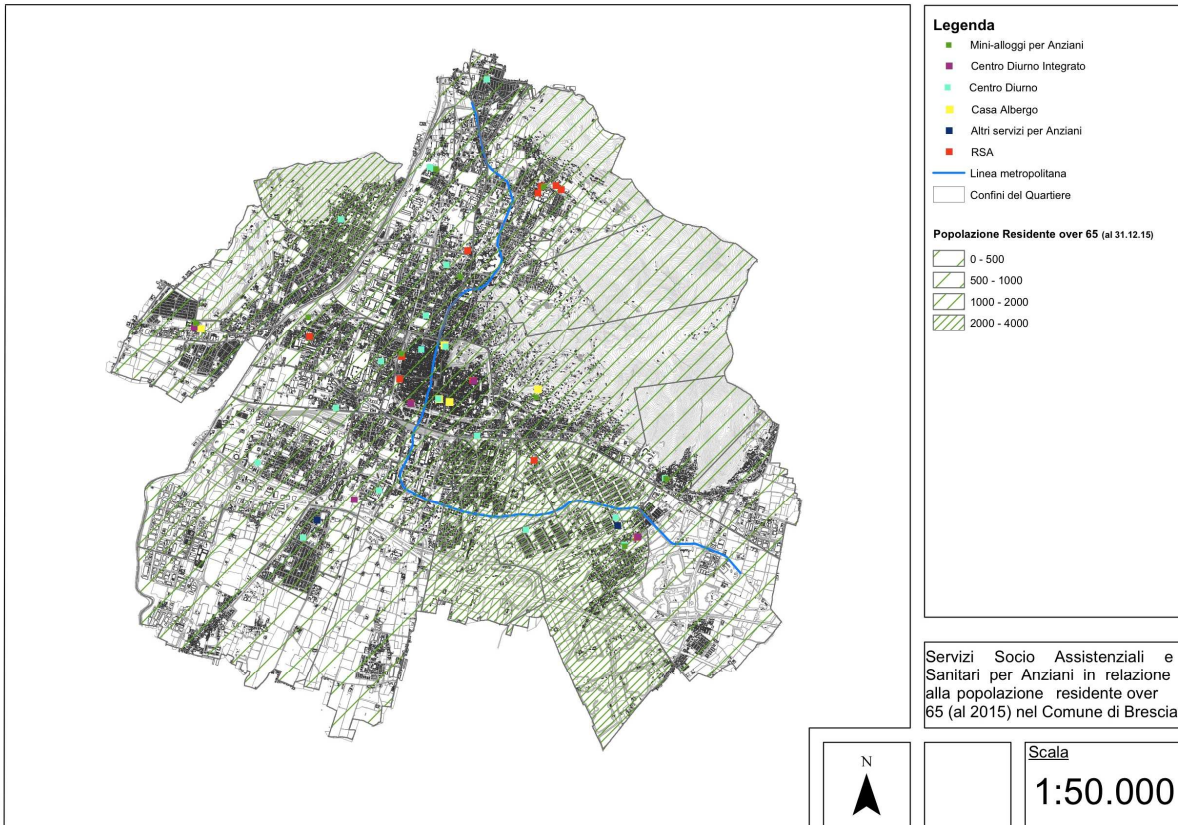 Legenda
Mini-alloggi per Anziani
Centro Diurno Integrato
Centro Diurno
Casa Albergo
Altri servizi per Anziani
RSA
Linea metropolitana
Confini del Quartiere
Popolazione Residente over 65 (al 31.12.15)
0 - 500
500 - 1000
1000 - 2000
2000 - 4000
Servizi Socio Assistenziali e
Sanitari per Anziani in relazione
alla popolazione residente over
65 (al 2015) nel Comune di Brescia
N
Scala
1:50.000